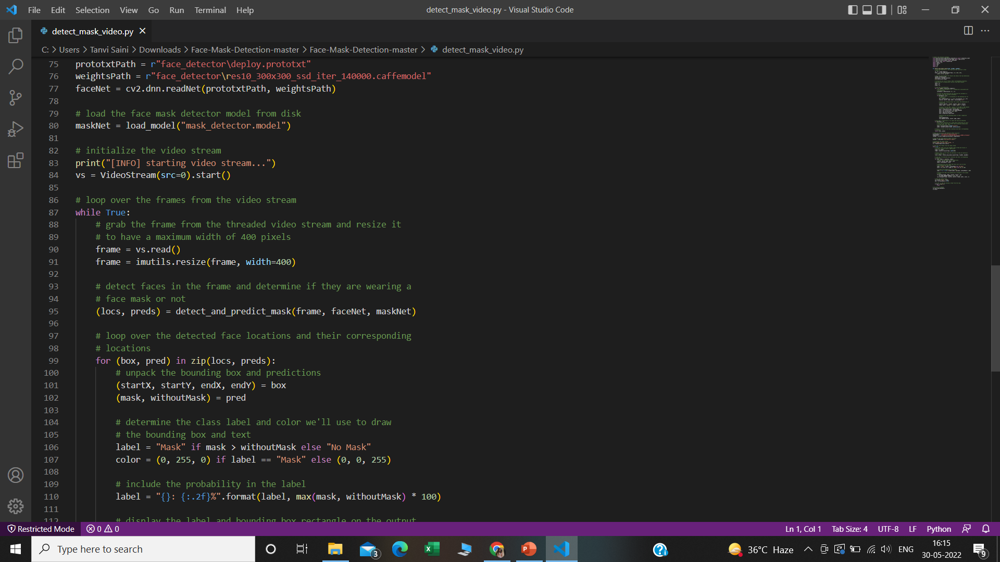 File Edit Selection View Go Run Terminal Help
detect_mask_video.py - Visual Studio Code
detect_mask_video.py
C: > Users > Tanvi Saini > Downloads > Face-Mask-Detection-master > Face-Mask-Detection-master > detect_mask_video.py
75 prototxtPath = r"face_detector\deploy.prototxt"
76 weightsPath = r"face_detector\res10_300x300_ssd_iter_140000.caffemodel"
77 faceNet = cv2.dnn.readNet(prototxtPath, weightsPath)
78
79 # load the face mask detector model from disk
80 maskNet = load_model("mask_detector.model")
81
82 # initialize the video stream
83 print("[INFO] starting video stream...")
84 vs = VideoStream(src=0).start()
85
86 # loop over the frames from the video stream
87 while True:
88 # grab the frame from the threaded video stream and resize it
89 # to have a maximum width of 400 pixels
90 frame = vs.read()
91 frame = imutils.resize(frame, width=400)
92
93 # detect faces in the frame and determine if they are wearing a
94 # face mask or not
95 (locs, preds) = detect_and_predict_mask(frame, faceNet, maskNet)
96
97 # loop over the detected face locations and their corresponding
98 # locations
99 for (box, pred) in zip(locs, preds):
100 # unpack the bounding box and predictions
101 (startX, startY, endX, endY) = box
102 (mask, withoutMask) = pred
103
104 # determine the class label and color we'll use to draw
105 # the bounding box and text
106 label = "Mask" if mask > withoutMask else "No Mask"
107 color = (0, 255, 0) if label == "Mask" else (0, 0, 255)
108
109 # include the probability in the label
110 label = "{}: {:.2f}%".format(label, max(mask, withoutMask) * 100)
111
112 # display the label and bounding box rectangle on the output
Restricted Mode 0 0 Ln 1, Col 1 Tab Size: 4 UTF-8 LF Python
Type here to search 3 36°C Haze ENG 16:15
30-05-2022 9